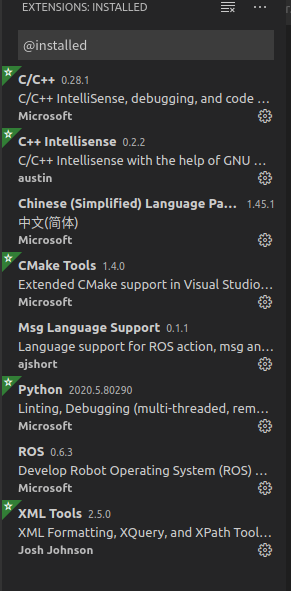 EXTENSIONS: INSTALLED
@installed
C/C++ 0.28.1
C/C++ IntelliSense, debugging, and code ...
Microsoft
C++ Intellisense 0.2.2
C/C++ Intellisense with the help of GNU ...
austin
Chinese (Simplified) Language Pa... 1.45.1
中文(简体)
Microsoft
CMake Tools 1.4.0
Extended CMake support in Visual Studio...
Microsoft
Msg Language Support 0.1.1
Language support for ROS action, msg an...
ajshort
Python 2020.5.80290
Linting, Debugging (multi-threaded, rem...
Microsoft
ROS 0.6.3
Develop Robot Operating System (ROS) ...
Microsoft
XML Tools 2.5.0
XML Formatting, XQuery, and XPath Tool...
Josh Johnson